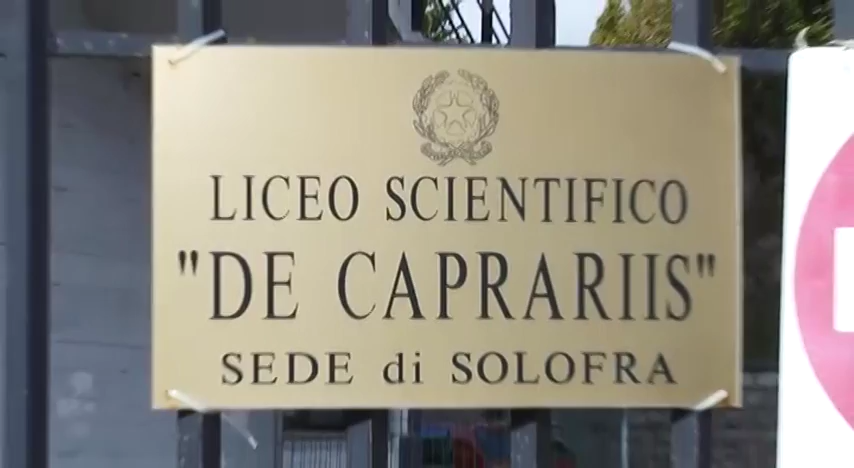 LICEO SCIENTIFICO
"DE CAPRARIIS"
SEDE di SOLOFRA